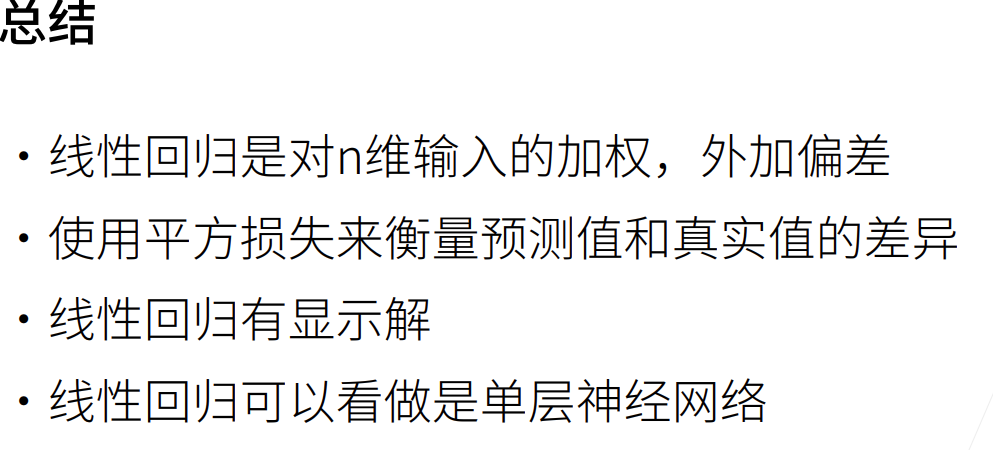 总结
• 线性回归是对n维输入的加权，外加偏差
• 使用平方损失来衡量预测值和真实值的差异
• 线性回归有显示解
• 线性回归可以看做是单层神经网络